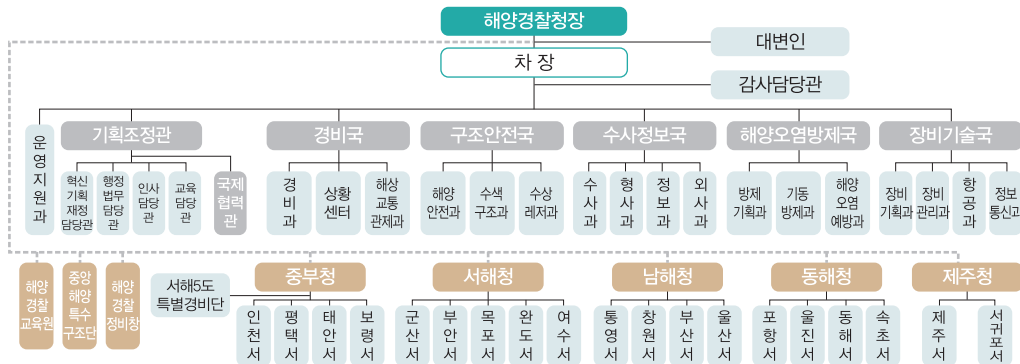 해양경찰청장
대변인
차 장
감사담당관
운영지원과
기획조정관
경비국
구조안전국
수사정보국
해양오염방제국
장비기술국
혁신
기획
재정
담당관
행정
법무
담당
관
인사
담당
관
교육
담당
관
국제
협력
관
경
비
과
상황
센터
해상
교통
관제과
해양
안전과
수색
구조과
수상
레저과
수
사
과
형
사
과
정
보
과
외
사
과
방제
기획과
기동
방제과
해양
오염
예방과
장비
기획과
장비
관리과
항
공
과
정보
통신과
해양
경찰
교육원
중앙
해양
특수
구조단
해양
경찰
정비창
서해5도
특별경비단
중부청
서해청
남해청
동해청
제주청
인
천
서
평
택
서
태
안
서
보
령
서
군
산
서
부
안
서
목
포
서
완
도
서
여
수
서
통
영
서
창
원
서
부
산
서
울
산
서
포
항
서
울
진
서
동
해
서
속
초
서
제
주
서
귀
포
서